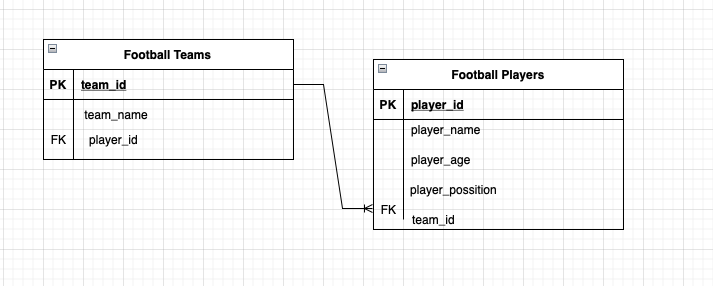 Football Teams
PK team_id
team_name
FK player_id
Football Players
PK player_id
player_name
player_age
player_possition
FK team_id